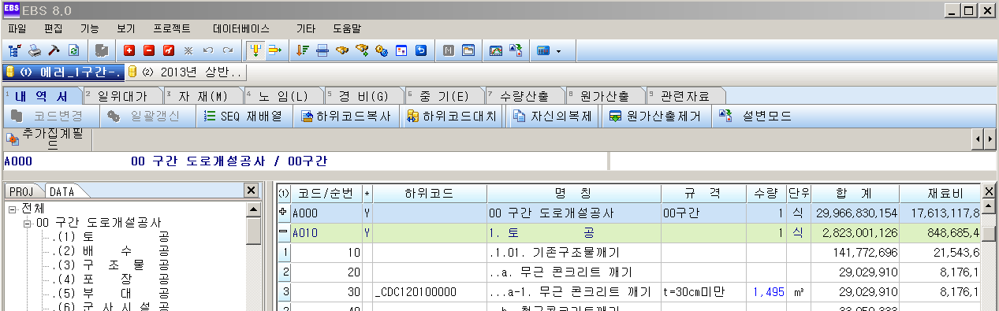 EBS EBS 8.0
파일 편집 기능 보기 프로젝트 데이터베이스 기타 도움말
(1) 에러_1구간-. (2) 2013년 상반..
1 내 역 서 2 일위대가 3 자 재(M) 4 노 임(L) 5 경 비(G) 6 중 기(E) 7 수량산출 8 원가산출 9 관련자료
코드변경 일괄갱신 SEQ 재배열 하위코드복사 하위코드대치 자신의복제 원가산출제거 설변모드
추가집계필
드
A000 00 구간 도로개설공사 / 00구간
PROJ DATA
전체
00 구간 도로개설공사
.(1) 토 공
.(2) 배 수 공
.(3) 구 조 물 공
.(4) 포 장 공
.(5) 부 대 공
.(6) 군 사 시 설 공
(1) 코드/순번 * 하위코드 명 칭 규 격 수량 단위 합 계 재료비
A000 Y 00 구간 도로개설공사 00구간 1 식 29,966,830,154 17,613,117,8
A010 Y 1. 토 공 1 식 2,823,001,126 848,685,4
1 10 .1.01. 기존구조물깨기 141,772,696 21,543,6
2 20 ..a. 무근 콘크리트 깨기 29,029,910 8,176,1
3 30 _CDC120100000 ...a-1. 무근 콘크리트 깨기 t=30cm미만 1,495 m³ 29,029,910 8,176,1